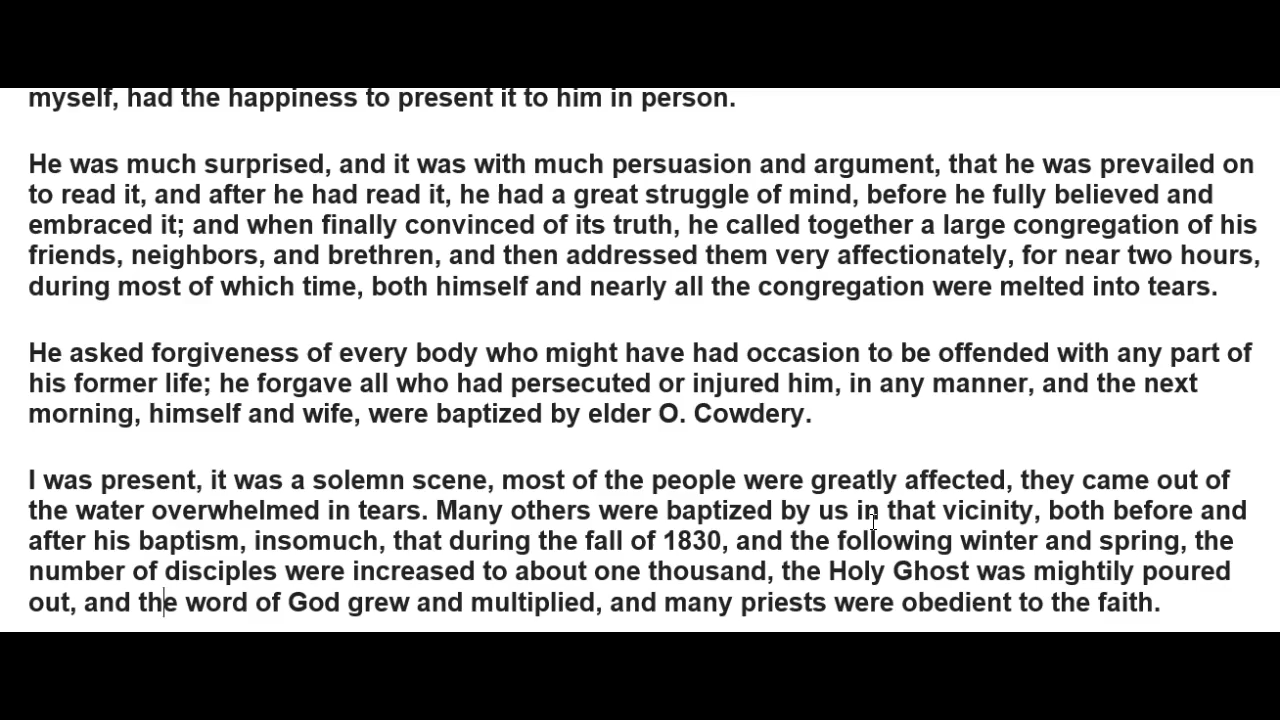 myself, had the happiness to present it to him in person.
He was much surprised, and it was with much persuasion and argument, that he was prevailed on
to read it, and after he had read it, he had a great struggle of mind, before he fully believed and
embraced it; and when finally convinced of its truth, he called together a large congregation of his
friends, neighbors, and brethren, and then addressed them very affectionately, for near two hours,
during most of which time, both himself and nearly all the congregation were melted into tears.
He asked forgiveness of every body who might have had occasion to be offended with any part of
his former life; he forgave all who had persecuted or injured him, in any manner, and the next
morning, himself and wife, were baptized by elder O. Cowdery.
I was present, it was a solemn scene, most of the people were greatly affected, they came out of
the water overwhelmed in tears. Many others were baptized by us in that vicinity, both before and
after his baptism, insomuch, that during the fall of 1830, and the following winter and spring, the
number of disciples were increased to about one thousand, the Holy Ghost was mightily poured
out, and the word of God grew and multiplied, and many priests were obedient to the faith.